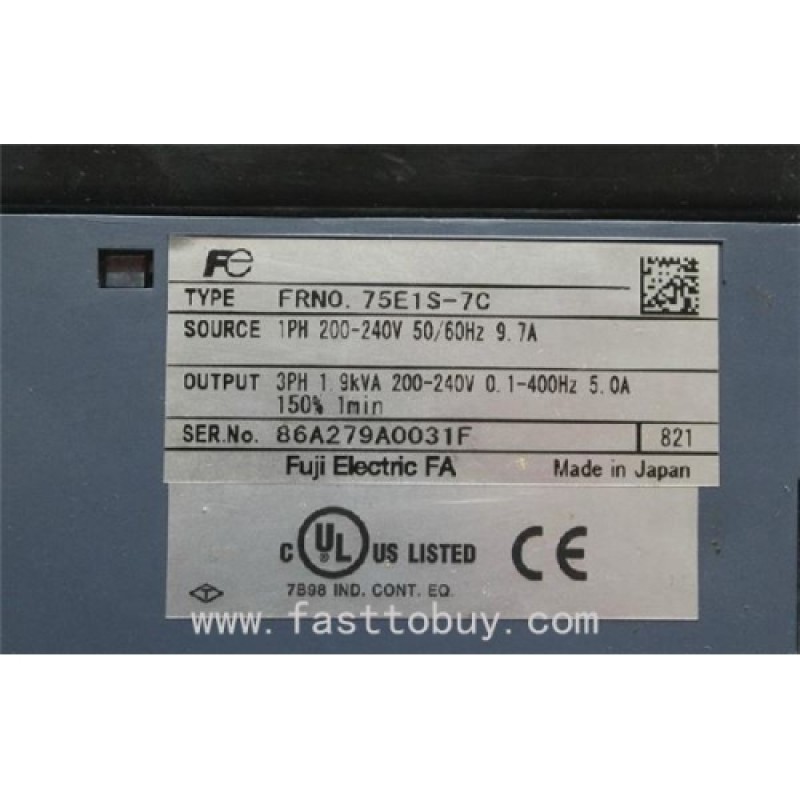 Fe
TYPE FRNO. 75E1S-7C
SOURCE 1PH 200-240V 50/60Hz 9.7A
OUTPUT 3PH 1.9kVA 200-240V 0.1-400Hz 5.0A
150% 1min
SER.No. 86A279A0031F 821
Fuji Electric FA Made in Japan
C UL ® US LISTED CE
7B98 IND. CONT. EQ.
T
www.fasttobuy.com